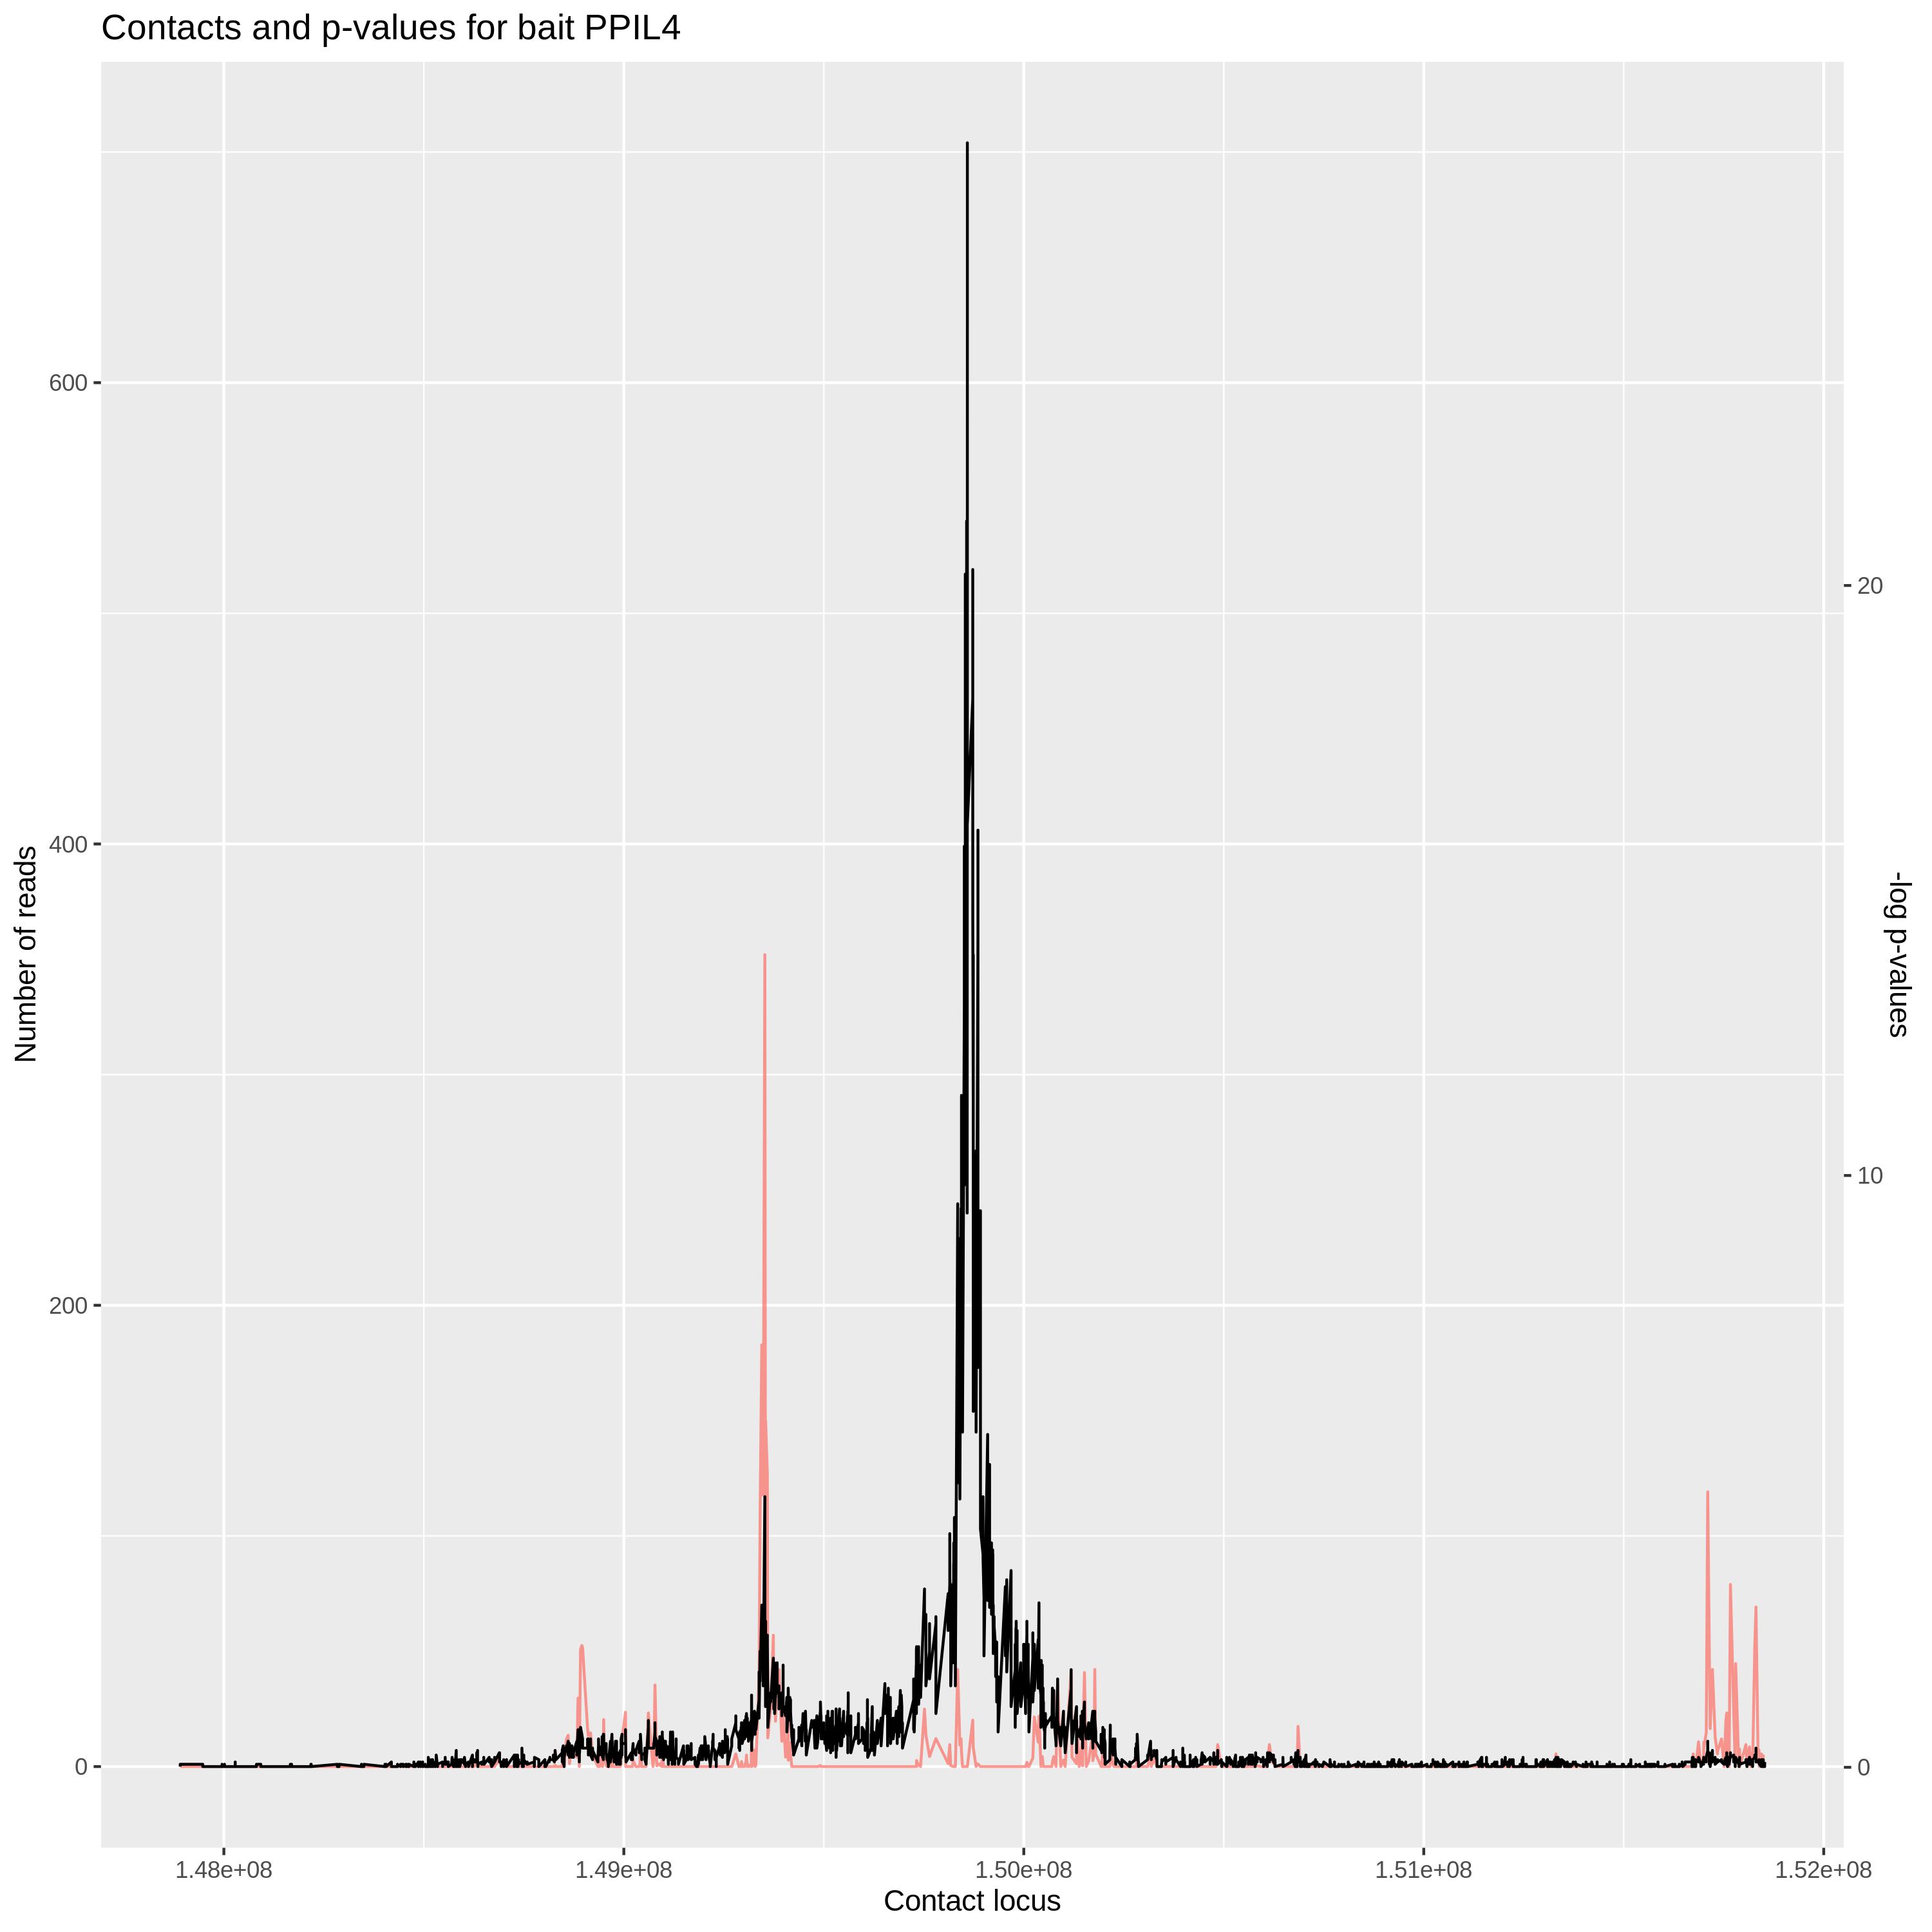 Contacts and p-values for bait PPIL4
600
400
200
0
Number of reads
20
10
0
-log p-values
1.48e+08
1.49e+08
1.50e+08
1.51e+08
1.52e+08
Contact locus